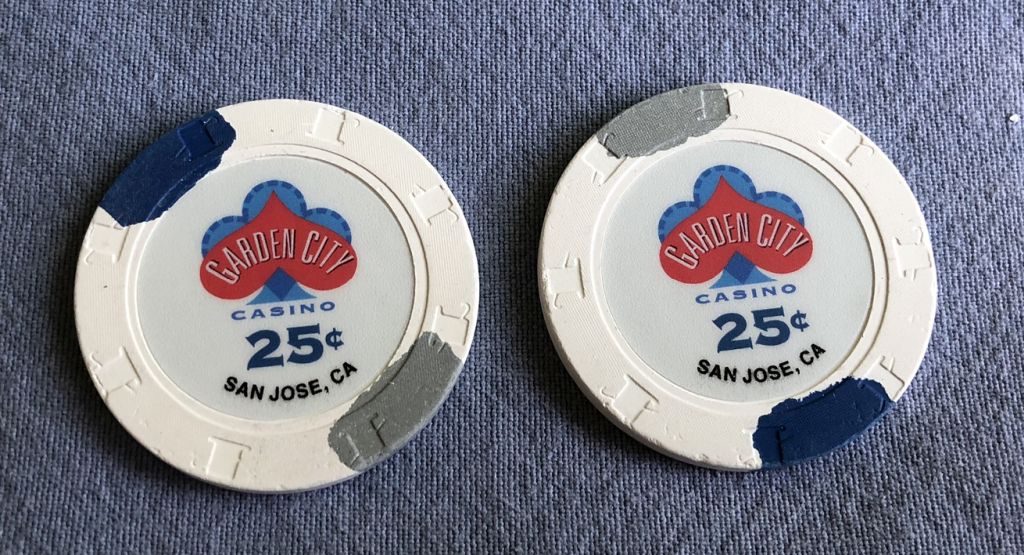 GARDEN CITY
CASINO
25¢
SAN JOSE, CA
GARDEN CITY
CASINO
25¢
SAN JOSE, CA